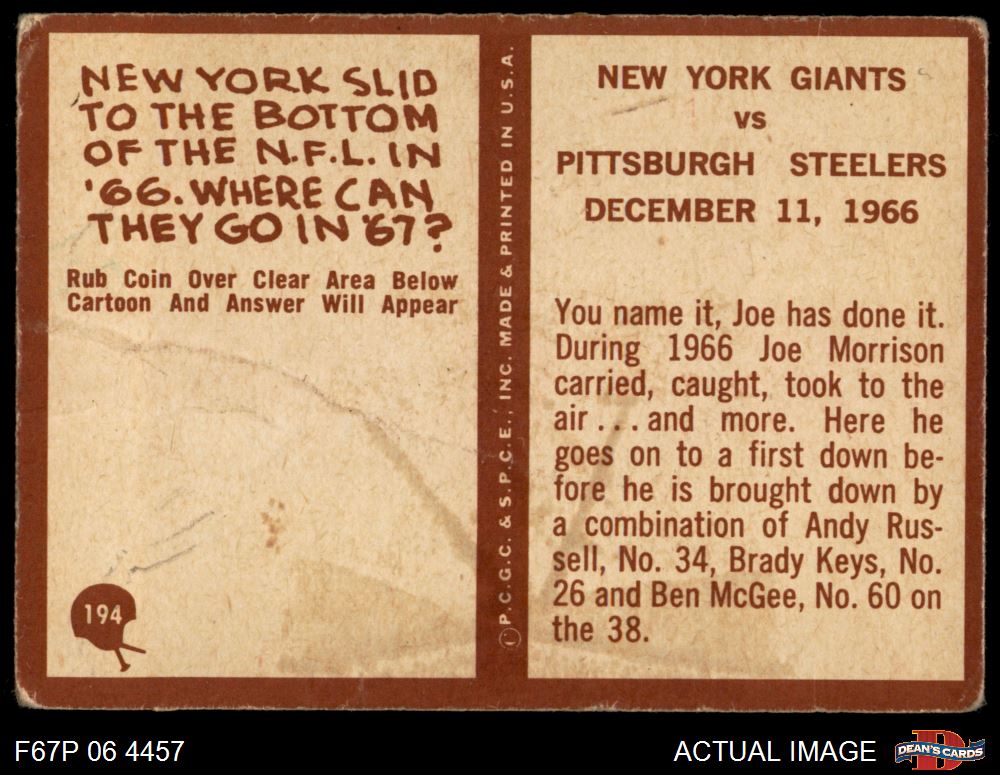 NEW YORK SLID
TO THE BOTTOM
OF THE N.F.L. IN
'66. WHERE CAN
THEY GO IN '67?
Rub Coin Over Clear Area Below
Cartoon And Answer Will Appear
194
© P.C.G.C. & S.P.C.E., INC. MADE & PRINTED IN U.S.A.
NEW YORK GIANTS
vs
PITTSBURGH STEELERS
DECEMBER 11, 1966
You name it, Joe has done it.
During 1966 Joe Morrison
carried, caught, took to the
air . . . and more. Here he
goes on to a first down be-
fore he is brought down by
a combination of Andy Rus-
sell, No. 34, Brady Keys, No.
26 and Ben McGee, No. 60 on
the 38.
F67P 06 4457
ACTUAL IMAGE
D
DEAN'S CARDS